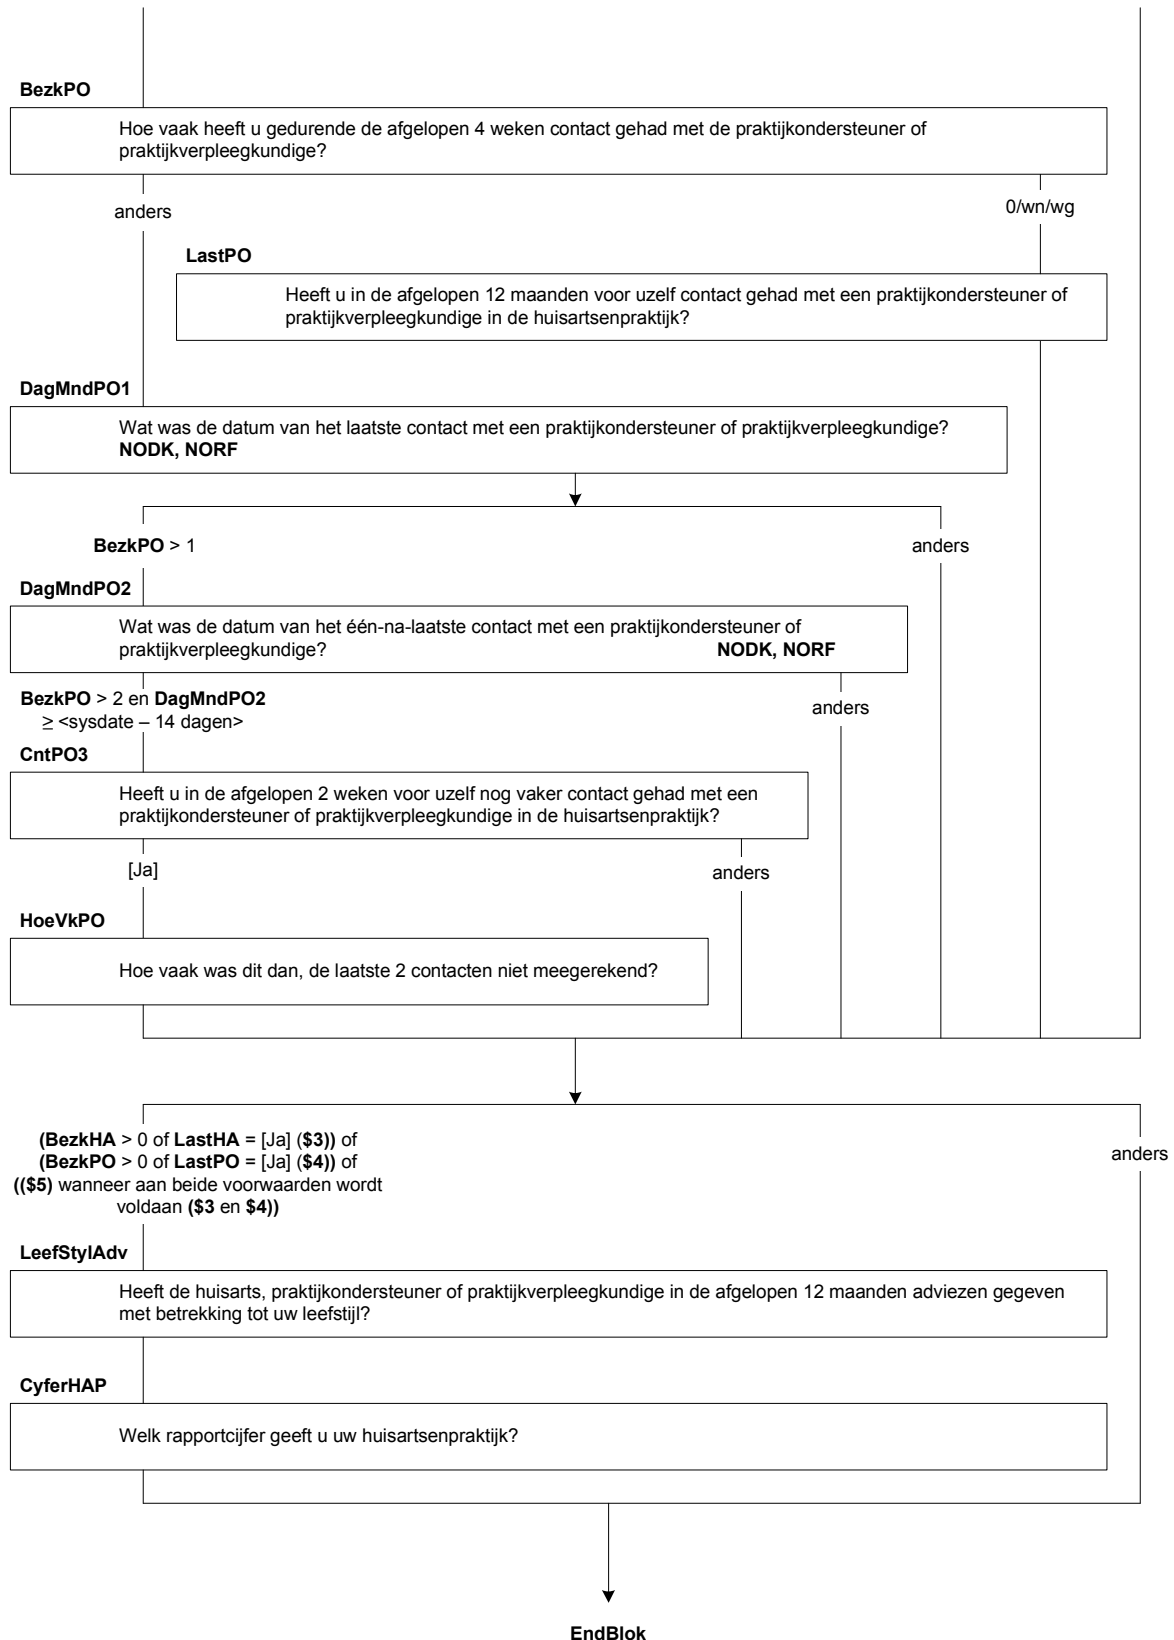 BezkPO
Hoe vaak heeft u gedurende de afgelopen 4 weken contact gehad met de praktijkondersteuner of
praktijkverpleegkundige?
anders
0/wn/wg
LastPO
Heeft u in de afgelopen 12 maanden voor uzelf contact gehad met een praktijkondersteuner of
praktijkverpleegkundige in de huisartsenpraktijk?
DagMndPO1
Wat was de datum van het laatste contact met een praktijkondersteuner of praktijkverpleegkundige?
NODK, NORF
BezkPO > 1
anders
DagMndPO2
Wat was de datum van het één-na-laatste contact met een praktijkondersteuner of
praktijkverpleegkundige? NODK, NORF
BezkPO > 2 en DagMndPO2
≥ <sysdate – 14 dagen>
anders
CntPO3
Heeft u in de afgelopen 2 weken voor uzelf nog vaker contact gehad met een
praktijkondersteuner of praktijkverpleegkundige in de huisartsenpraktijk?
[Ja]
anders
HoeVkPO
Hoe vaak was dit dan, de laatste 2 contacten niet meegerekend?
(BezkHA > 0 of LastHA = [Ja] ($3)) of
(BezkPO > 0 of LastPO = [Ja] ($4)) of
(($5) wanneer aan beide voorwaarden wordt
voldaan ($3 en $4))
anders
LeefStylAdv
Heeft de huisarts, praktijkondersteuner of praktijkverpleegkundige in de afgelopen 12 maanden adviezen gegeven
met betrekking tot uw leefstijl?
CyferHAP
Welk rapportcijfer geeft u uw huisartsenpraktijk?
EndBlok